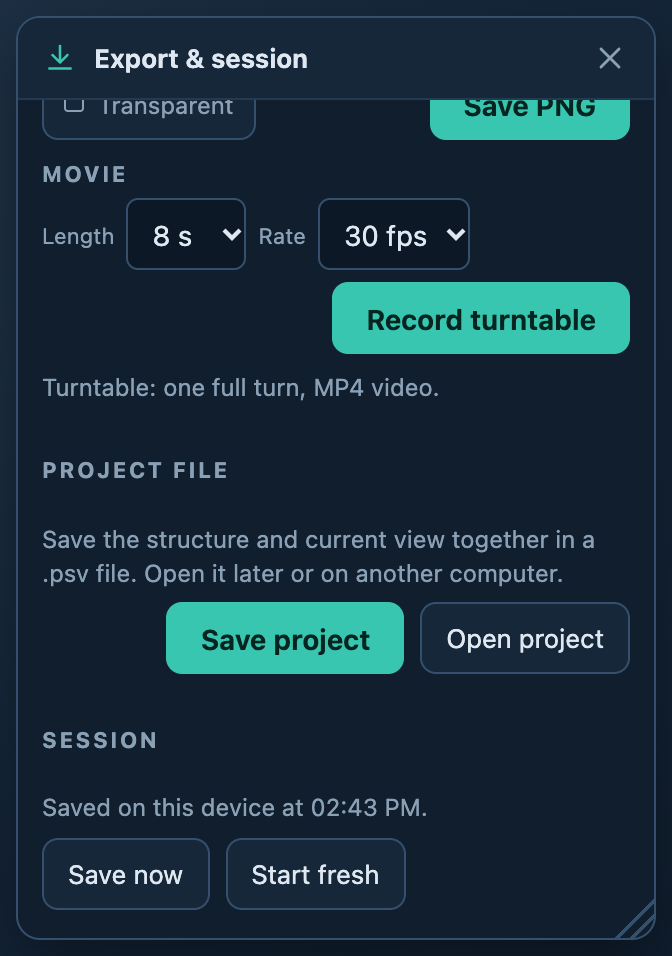 Export & session
Transparent
Save PNG
MOVIE
Length 8 s Rate 30 fps
Record turntable
Turntable: one full turn, MP4 video.
PROJECT FILE
Save the structure and current view together in a
.psv file. Open it later or on another computer.
Save project
Open project
SESSION
Saved on this device at 02:43 PM.
Save now
Start fresh